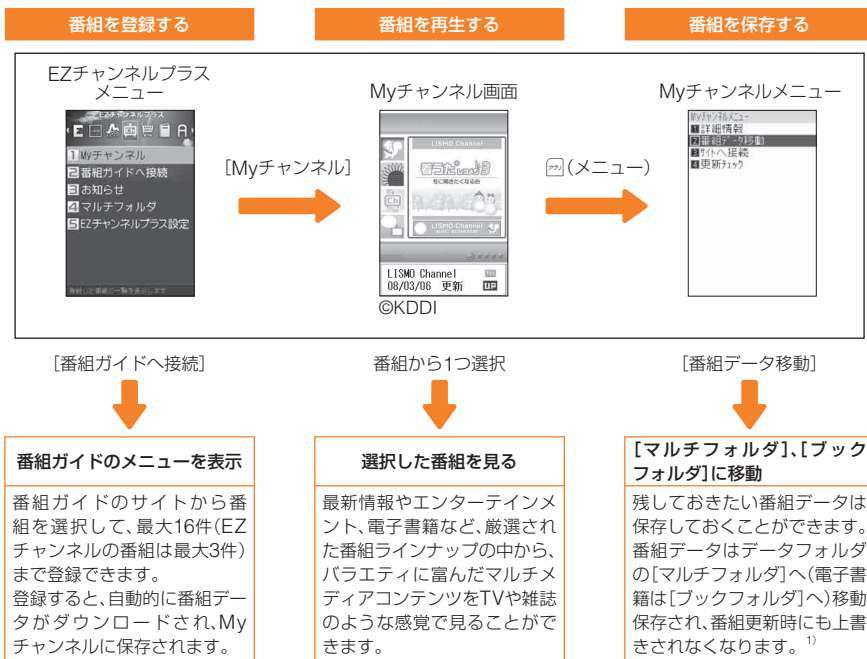 番組を登録する
番組を再生する
番組を保存する
EZチャンネルプラス
メニュー
Myチャンネル画面
Myチャンネルメニュー
EZチャンネルプラス
1 Myチャンネル
2 番組ガイドへ接続
3 お知らせ
4 マルチフォルダ
5 EZチャンネルプラス設定
登録した番組の一覧を表示します
[Myチャンネル]
LISMO Channel
LISMO Channel
LISMO Channel
08/03/06 更新
UP
©KDDI
(メニュー)
Myチャンネルメニュー
1 詳細情報
2 番組データ移動
3 サイトへ接続
4 更新チェック
[番組ガイドへ接続]
番組から1つ選択
[番組データ移動]
番組ガイドのメニューを表示
番組ガイドのサイトから番
組を選択して、最大16件(EZ
チャンネルの番組は最大3件)
まで登録できます。
登録すると、自動的に番組デー
タがダウンロードされ、My
チャンネルに保存されます。
選択した番組を見る
最新情報やエンターテインメ
ント、電子書籍など、厳選され
た番組ラインナップの中から、
バラエティに富んだマルチメ
ディアコンテンツをTVや雑誌
のような感覚で見ることがで
きます。
[マルチフォルダ]、[ブック
フォルダ]に移動
残しておきたい番組データは
保存しておくことができます。
番組データはデータフォルダ
の[マルチフォルダ]へ(電子書
籍は[ブックフォルダ]へ)移動
保存され、番組更新時にも上書
きされなくなります。1)